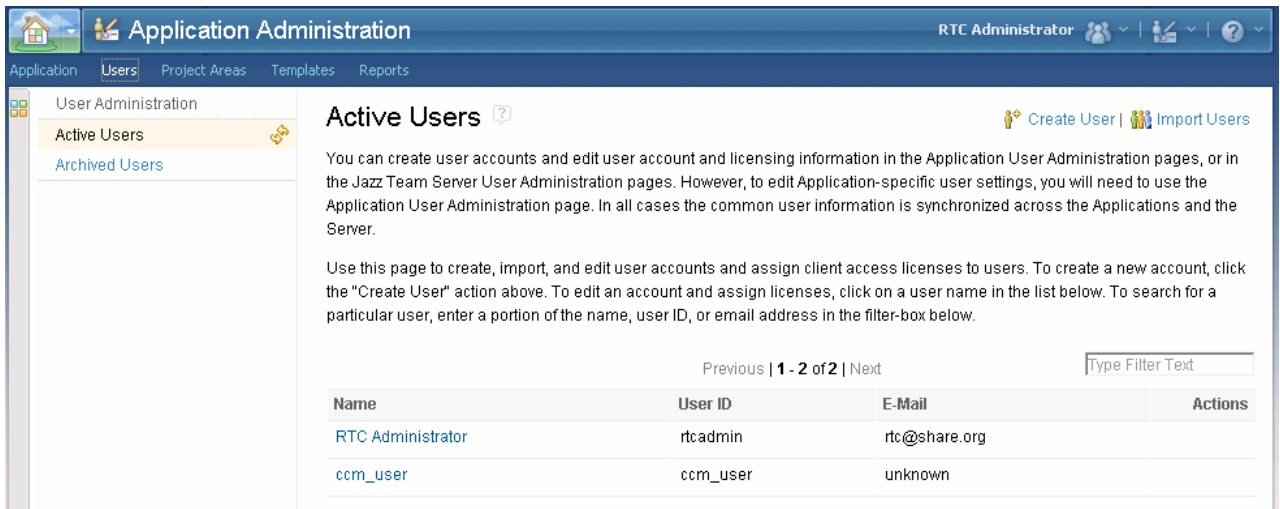 Application Administration
RTC Administrator
Application Users Project Areas Templates Reports
User Administration
Active Users
Archived Users
Active Users ?
Create User | Import Users
You can create user accounts and edit user account and licensing information in the Application User Administration pages, or in
the Jazz Team Server User Administration pages. However, to edit Application-specific user settings, you will need to use the
Application User Administration page. In all cases the common user information is synchronized across the Applications and the
Server.
Use this page to create, import, and edit user accounts and assign client access licenses to users. To create a new account, click
the "Create User" action above. To edit an account and assign licenses, click on a user name in the list below. To search for a
particular user, enter a portion of the name, user ID, or email address in the filter-box below.
Previous | 1 - 2 of 2 | Next
Type Filter Text
Name User ID E-Mail Actions
RTC Administrator rtcadmin rtc@share.org
ccm_user ccm_user unknown